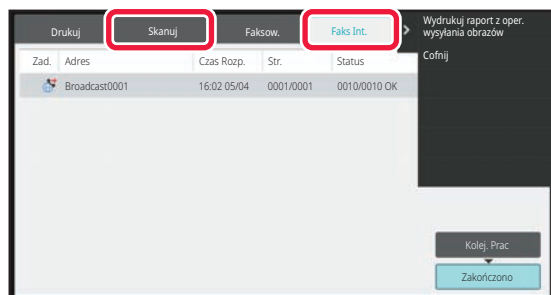 Drukuj Skanuj Faksow. Faks Int.
Zad. Adres Czas Rozp. Str. Status
Broadcast0001 16:02 05/04 0001/0001 0010/0010 OK
Wydrukuj raport z oper.
wysyłania obrazów
Cofnij
Kolej. Prac
Zakończono